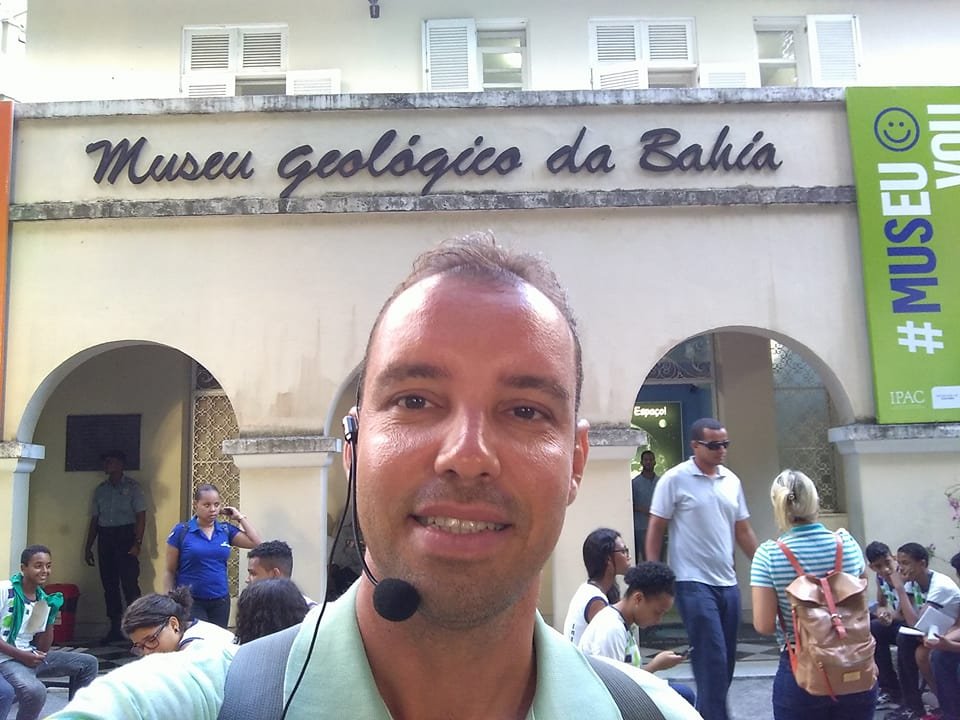 Museu Geológico da Bahia
#MUSEU
VOU
IPAC
Espaço!